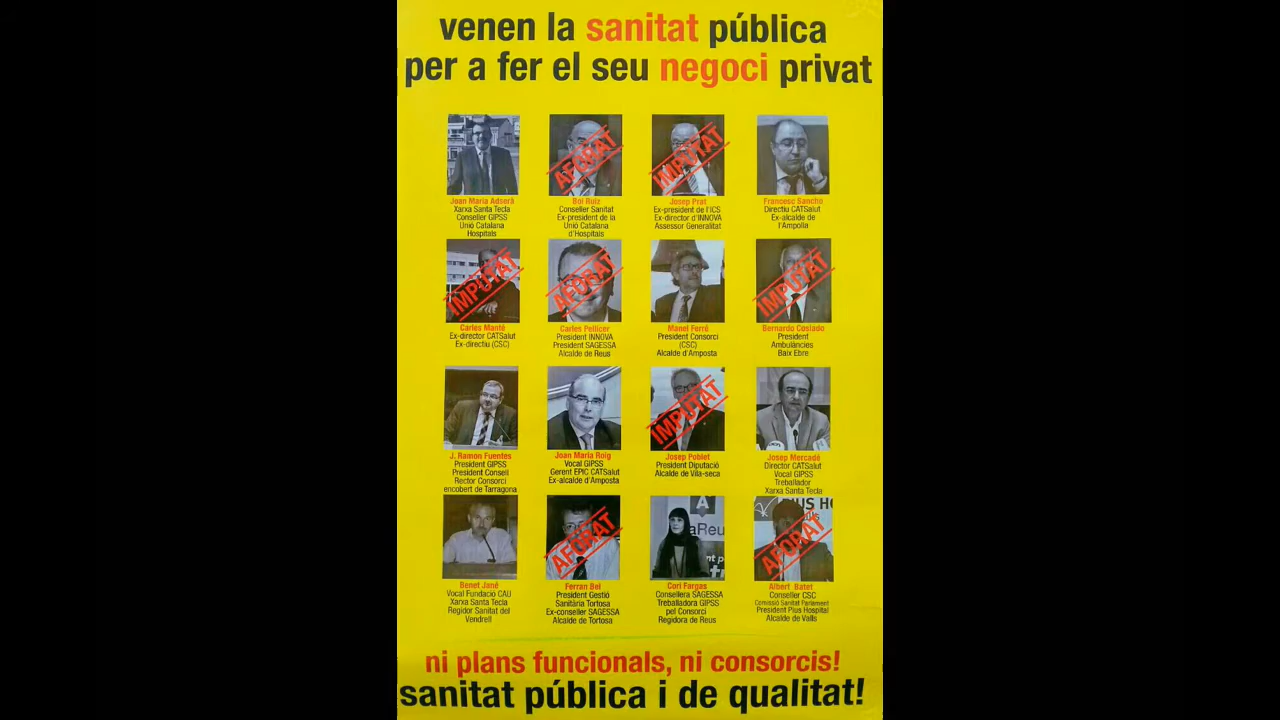 venen la sanitat pública
per a fer el seu negoci privat
Joan Maria Adserà
Xarxa Santa Tecla
Conseller GIPSS
Unió Catalana
Hospitals
AFORAT
Boi Ruiz
Conseller Sanitat
Ex-president de la
Unió Catalana
d'Hospitals
IMPUTAT
Josep Prat
Ex-president de l'ICS
Ex-director d'INNOVA
Assessor Generalitat
Francesc Sancho
Directiu CATSalut
Ex-alcalde de
l'Ampolla
IMPUTAT
Carles Manté
Ex-director CATSalut
Ex-directiu (CSC)
AFORAT
Carles Pellicer
President INNOVA
President SAGESSA
Alcalde de Reus
Manel Ferré
President Consorci
(CSC)
Alcalde d'Amposta
IMPUTAT
Bernardo Coslado
President
Ambulàncies
Baix Ebre
J. Ramon Fuentes
President GIPSS
President Consell
Rector Consorci
encobert de Tarragona
Joan Maria Roig
Vocal GIPSS
Gerent EPIC CATSalut
Ex-alcalde d'Amposta
IMPUTAT
Josep Poblet
President Diputació
Alcalde de Vila-seca
Josep Mercadé
Director CATSalut
Vocal GIPSS
Treballador
Xarxa Santa Tecla
Benet Jané
Vocal Fundació CAU
Xarxa Santa Tecla
Regidor Sanitat del
Vendrell
AFORAT
Ferran Bel
President Gestió
Sanitària Tortosa
Ex-conseller SAGESSA
Alcalde de Tortosa
A
aReu
Cori Fargas
Consellera SAGESSA
Treballadora GIPSS
pel Consorci
Regidora de Reus
IUS HO
AFORAT
Albert Batet
Conseller CSC
Comissió Sanitat Parlament
President Pius Hospital
Alcalde de Valls
ni plans funcionals, ni consorcis!
sanitat pública i de qualitat!